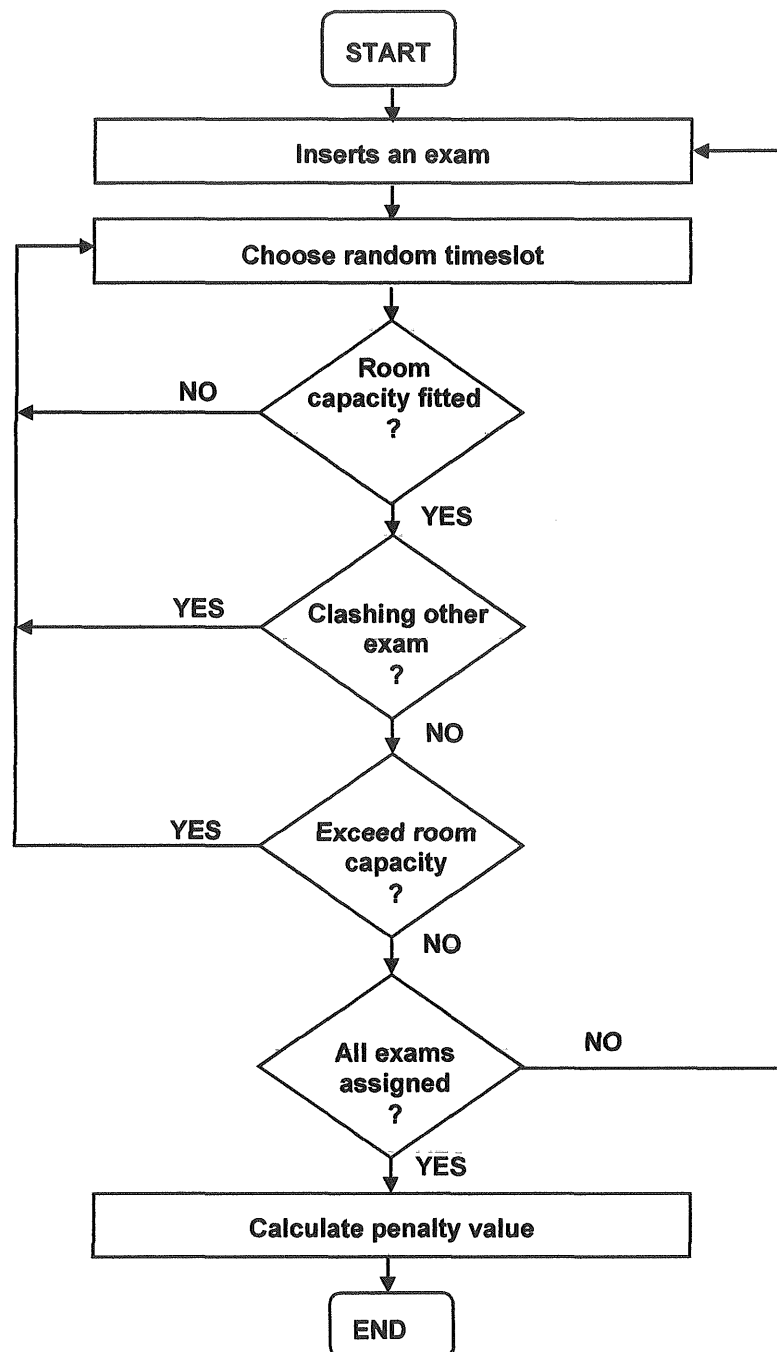 START
Inserts an exam
Choose random timeslot
Room
capacity fitted
?
NO
YES
Clashing other
exam
?
YES
NO
Exceed room
capacity
?
YES
NO
All exams
assigned
?
NO
YES
Calculate penalty value
END